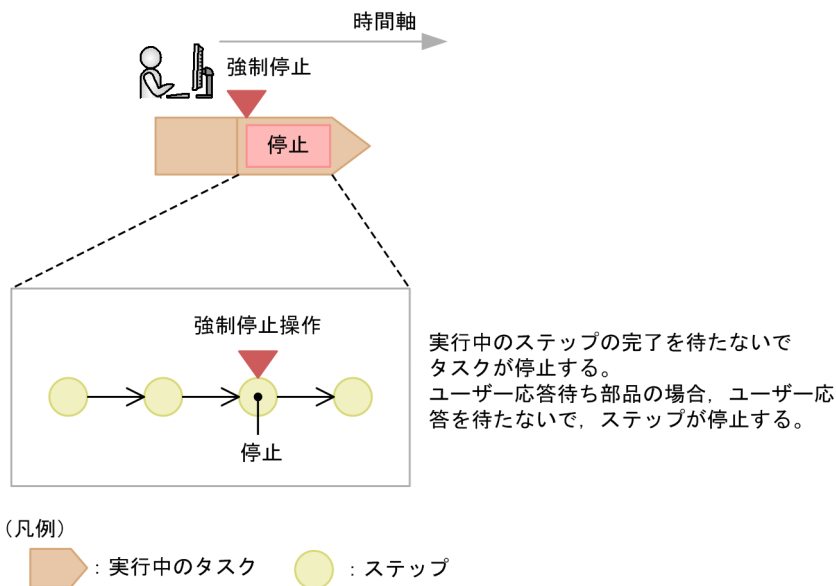 時間軸
強制停止
停止
強制停止操作
停止
実行中のステップの完了を待たないで
タスクが停止する。
ユーザー応答待ち部品の場合，ユーザー応
答を待たないで，ステップが停止する。
（凡例）
：実行中のタスク
：ステップ